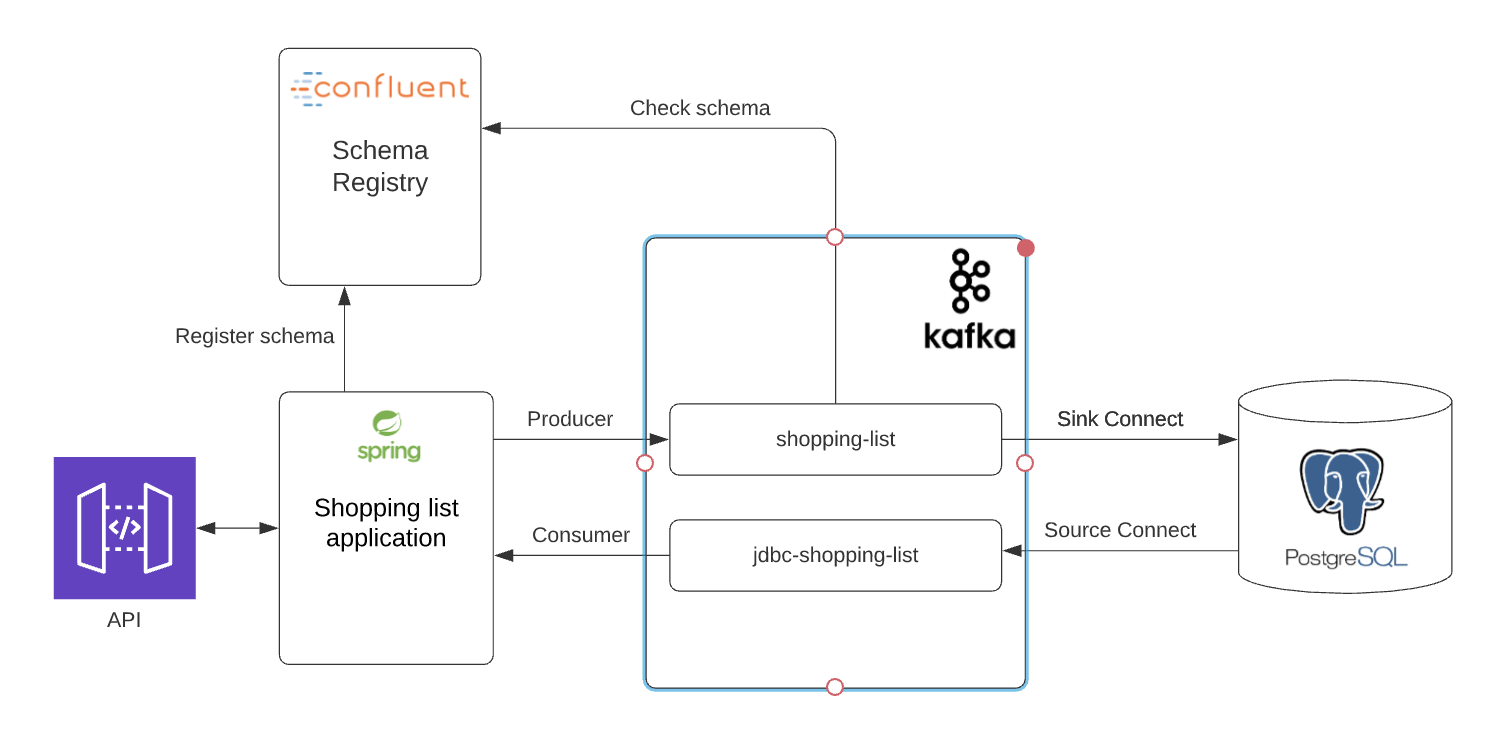 confluent
Schema
Registry
Check schema
Register schema
kafka
spring
Shopping list
application
Producer
shopping-list
Sink Connect
</>
API
Consumer
jdbc-shopping-list
Source Connect
PostgreSQL